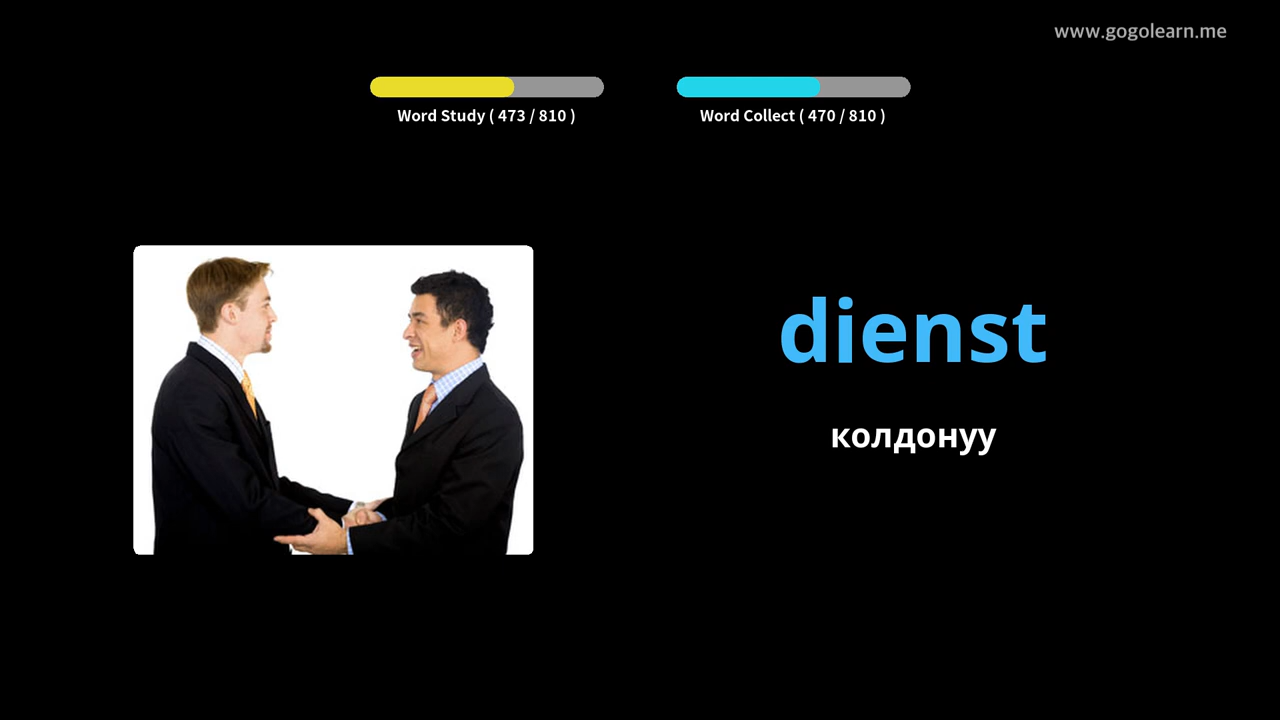 www.gogolearn.me
Word Study ( 473 / 810 )
Word Collect ( 470 / 810 )
dienst
колдонуу